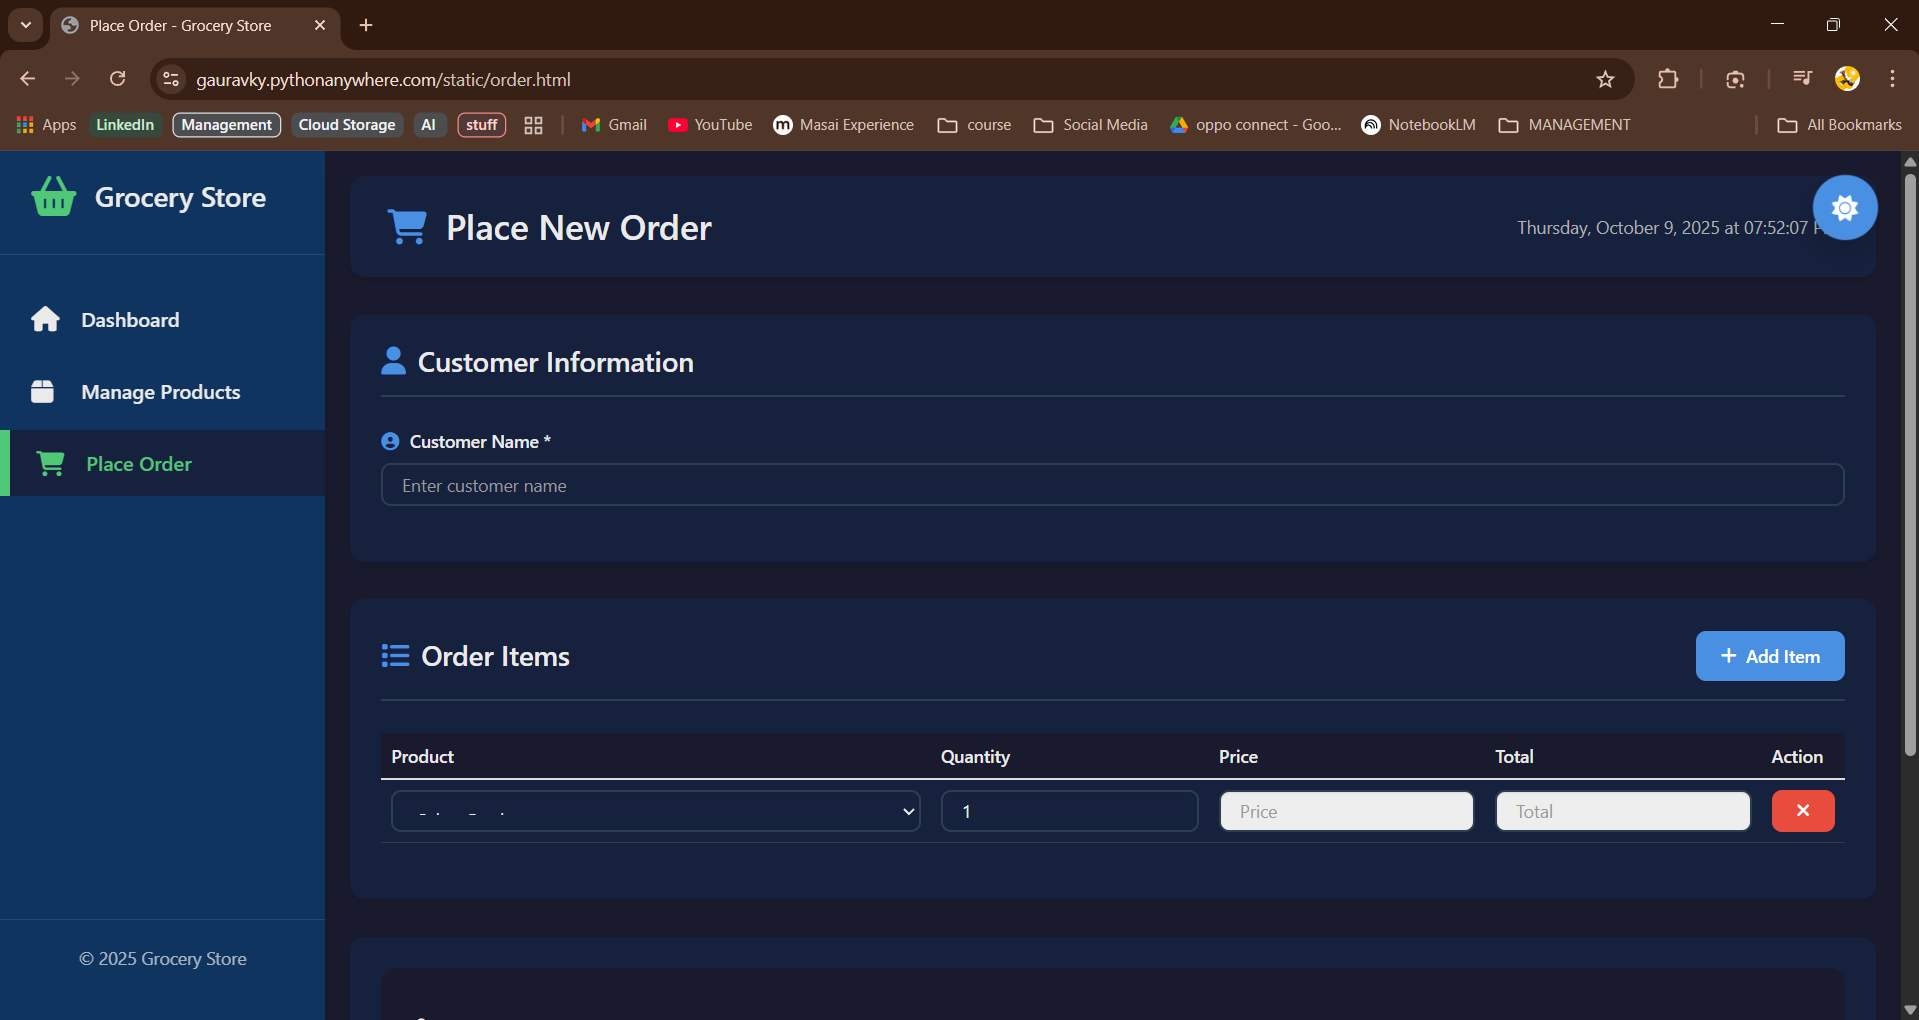 Place Order - Grocery Store
gauravky.pythonanywhere.com/static/order.html
Apps LinkedIn Management Cloud Storage AI stuff Gmail YouTube Masai Experience course Social Media oppo connect - Goo... NotebookLM MANAGEMENT All Bookmarks
Grocery Store
Dashboard
Manage Products
Place Order
© 2025 Grocery Store
Place New Order
Thursday, October 9, 2025 at 07:52:07
Customer Information
Customer Name *
Enter customer name
Order Items
+ Add Item
Product Quantity Price Total Action
1 Price Total